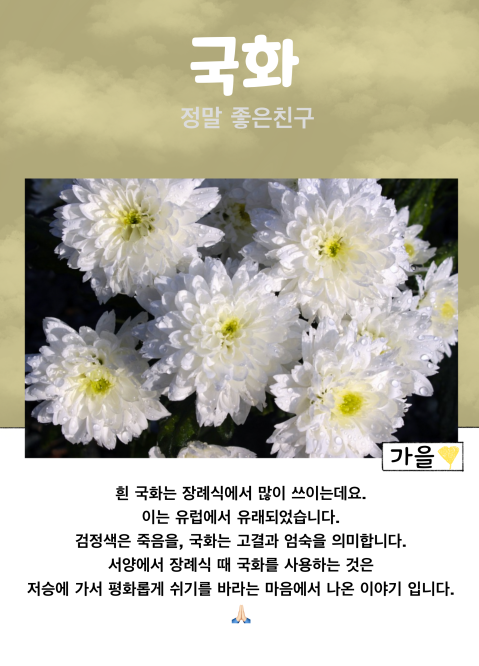 국화
정말 좋은친구
가을💛
흰 국화는 장례식에서 많이 쓰이는데요.
이는 유럽에서 유래되었습니다.
검정색은 죽음을, 국화는 고결과 엄숙을 의미합니다.
서양에서 장례식 때 국화를 사용하는 것은
저승에 가서 평화롭게 쉬기를 바라는 마음에서 나온 이야기 입니다.
🙏🏻